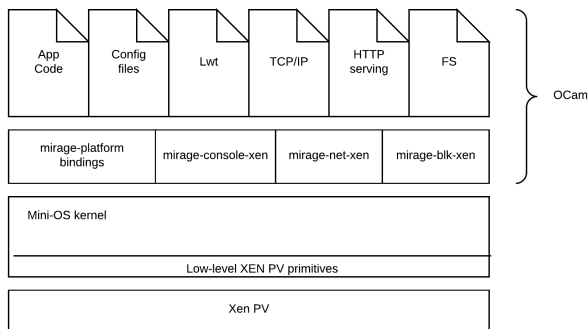 App
Code
Config
files
Lwt
TCP/IP
HTTP
serving
FS
OCam
mirage-platform
bindings
mirage-console-xen
mirage-net-xen
mirage-blk-xen
Mini-OS kernel
Low-level XEN PV primitives
Xen PV